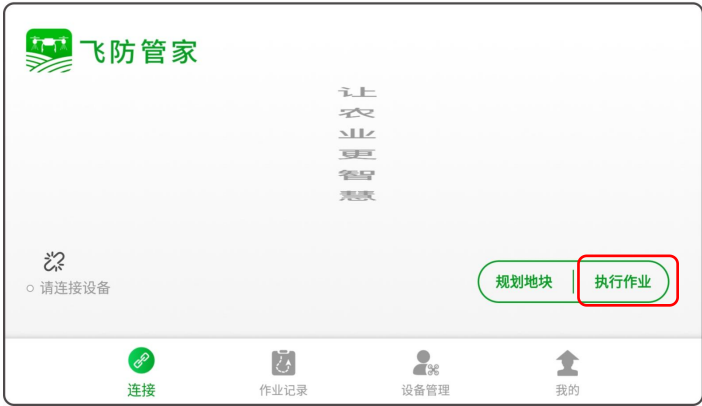 飞防管家
让农业更智慧
请连接设备
规划地块
执行作业
连接
作业记录
设备管理
我的